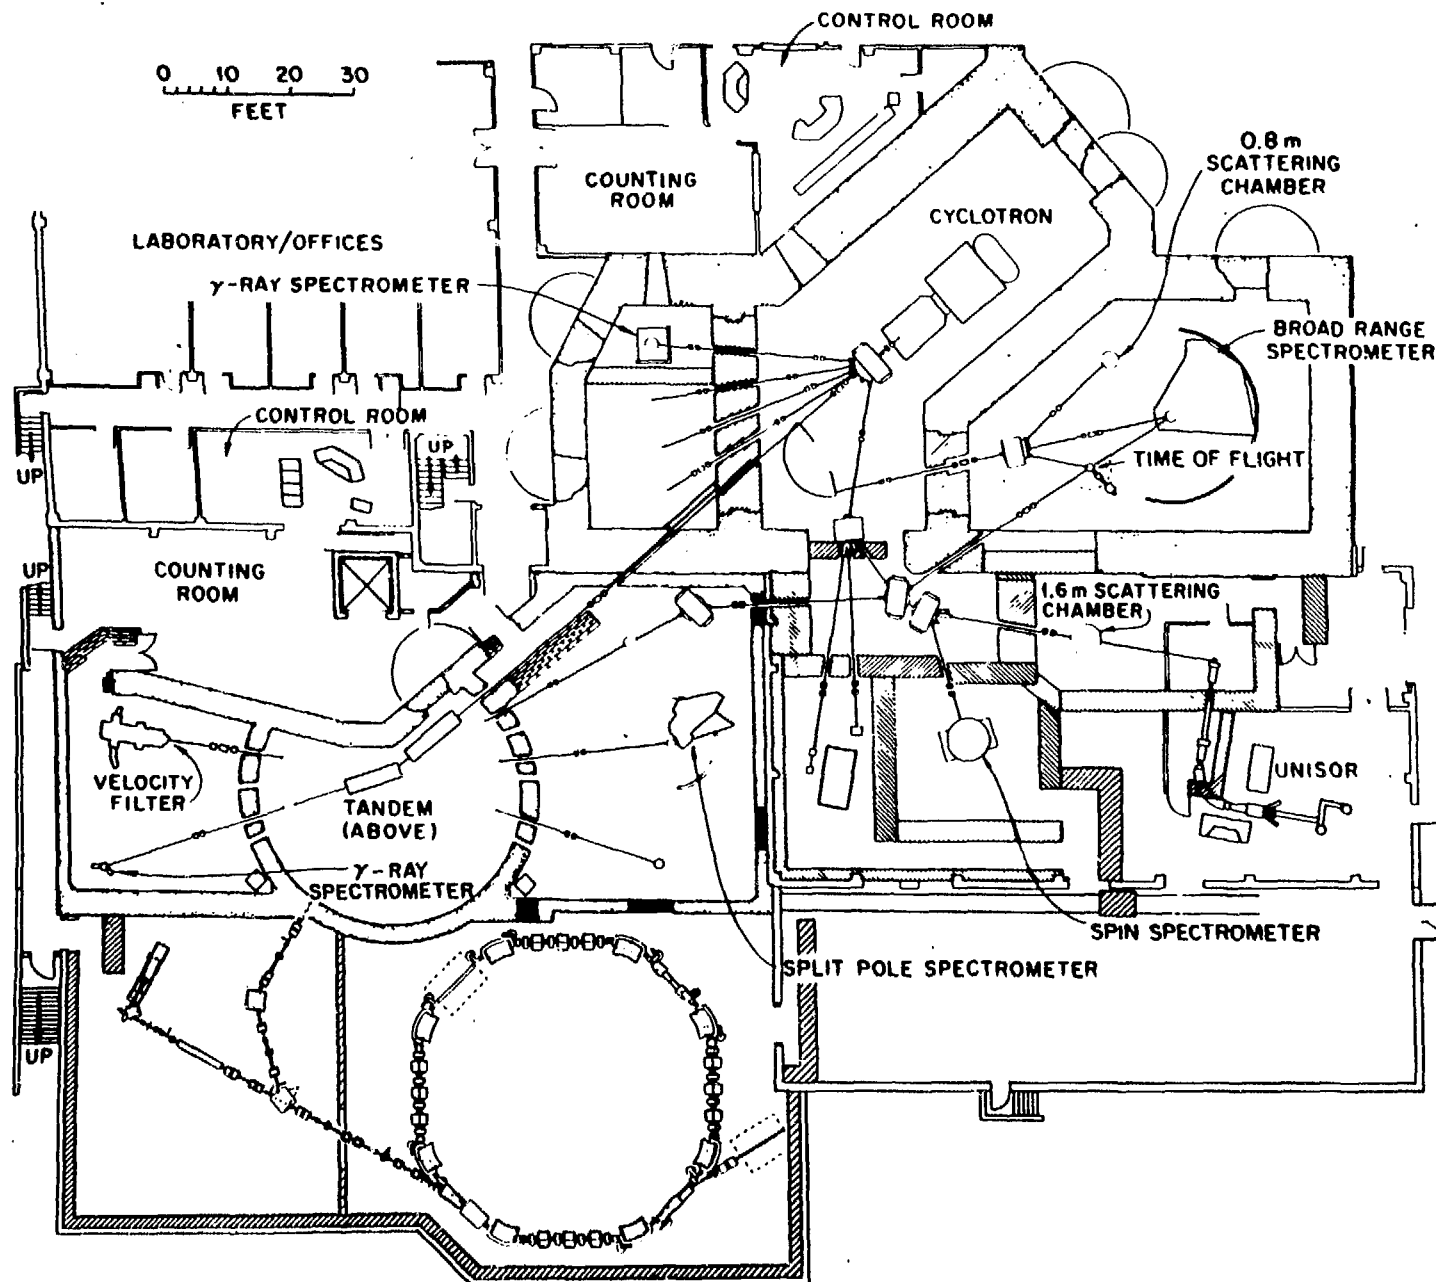 CONTROL ROOM
0 10 20 30
FEET
0.8 m
SCATTERING
CHAMBER
COUNTING
ROOM
CYCLOTRON
LABORATORY/OFFICES
γ-RAY SPECTROMETER
BROAD RANGE
SPECTROMETER
CONTROL ROOM
UP
UP
TIME OF FLIGHT
UP
COUNTING
ROOM
1.6 m SCATTERING
CHAMBER
VELOCITY
FILTER
UNISOR
TANDEM
(ABOVE)
γ-RAY
SPECTROMETER
SPIN SPECTROMETER
SPLIT POLE SPECTROMETER
UP